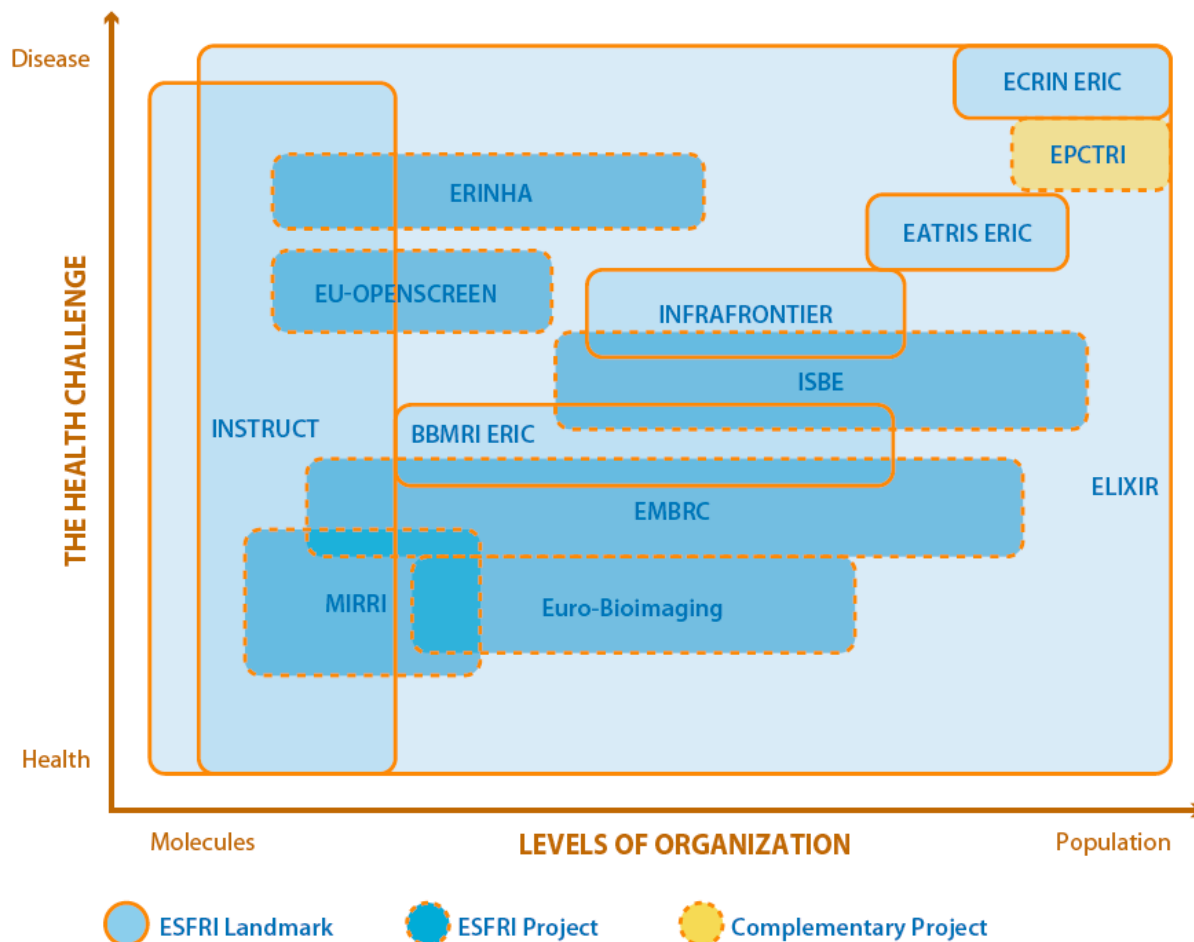 Disease
ECRIN ERIC
EPCTRI
ERINHA
EATRIS ERIC
EU-OPENSCREEN
INFRAFRONTIER
ISBE
INSTRUCT
BBMRI ERIC
ELIXIR
EMBRC
MIRRI
Euro-Bioimaging
THE HEALTH CHALLENGE
Health
Molecules
LEVELS OF ORGANIZATION
Population
ESFRI Landmark
ESFRI Project
Complementary Project